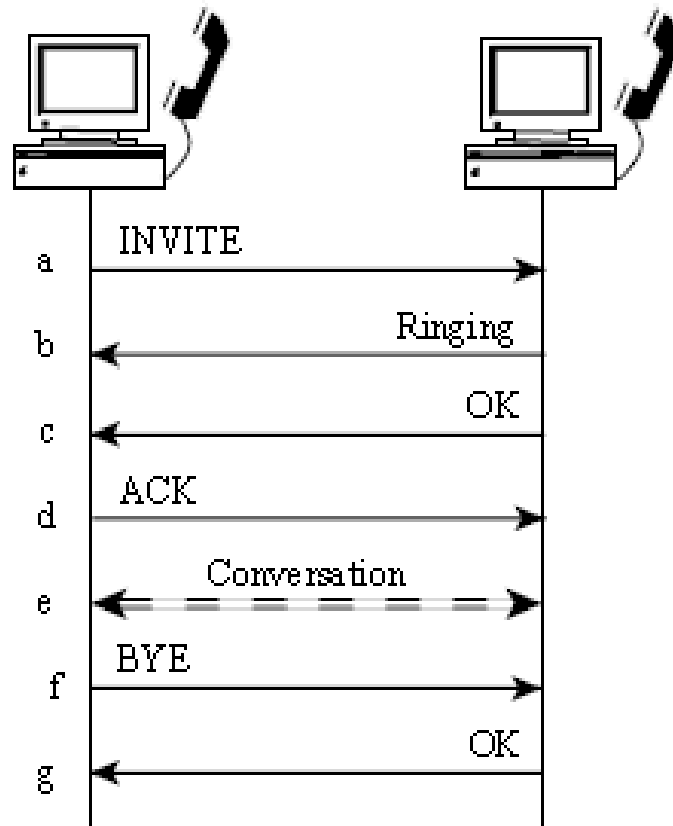 a INVITE
b Ringing
c OK
d ACK
e Conversation
f BYE
g OK